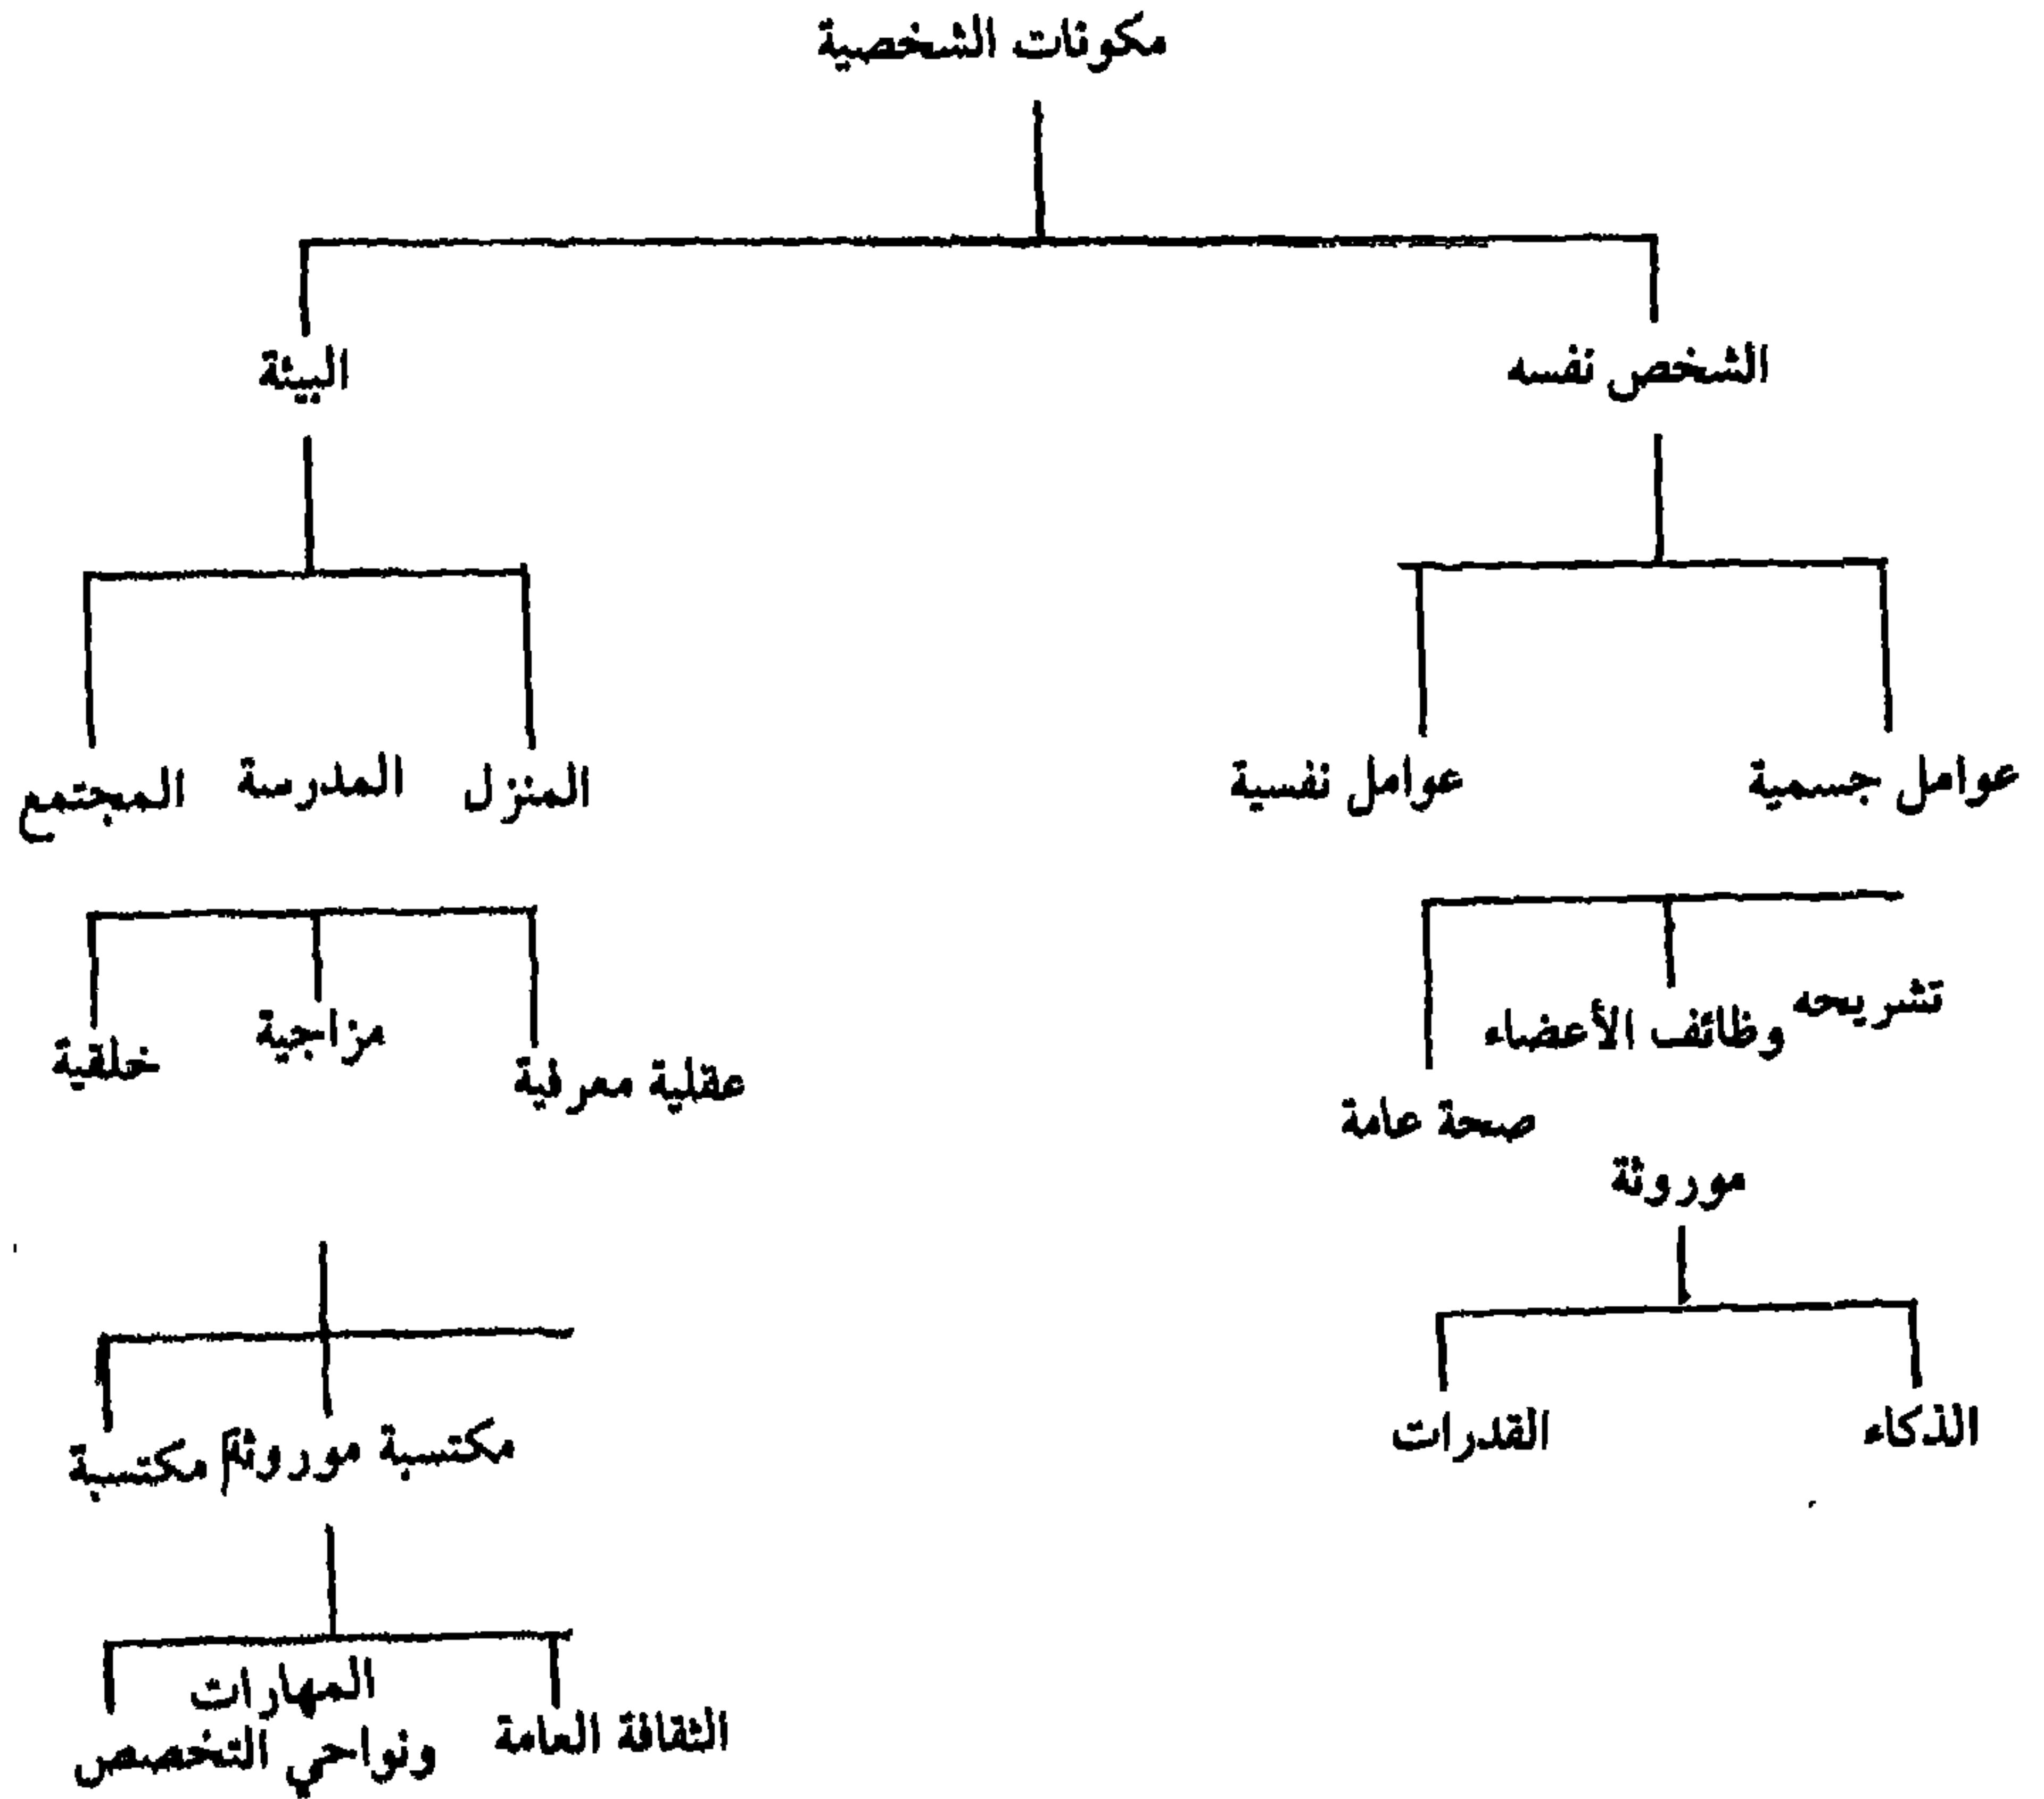 مكونات الشخصية
الشخص نفسه
البيئة
عوامل جسمية
عوامل نفسية
المنزل
المدرسة
المجتمع
تشريحه
وظائف الأعضاء
صحة عامة
عقلية معرفية
مزاجية
خلقية
موروثة
الذكاء
القدرات
مكتسبة موروثة مكتسبة
الثقافة العامة
المهارات
ونواحي التخصص